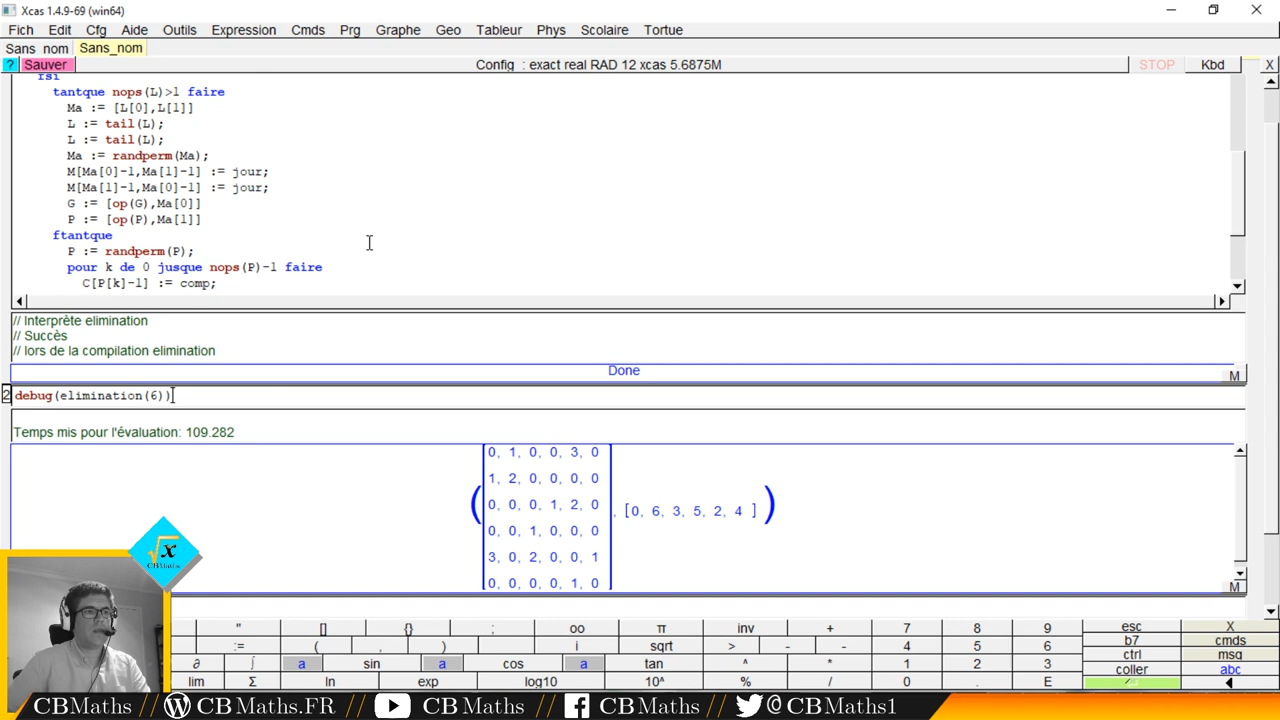 Xcas 1.4.9-69 (win64)
Fich Edit Cfg Aide Outils Expression Cmds Prg Graphe Geo Tableur Phys Scolaire Tortue
Sans nom Sans_nom
? Sauver Config : exact real RAD 12 xcas 5.6875M STOP Kbd X
rsi
tantque nops(L)>1 faire
Ma := [L[0],L[1]]
L := tail(L);
L := tail(L);
Ma := randperm(Ma);
M[Ma[0]-1,Ma[1]-1] := jour;
M[Ma[1]-1,Ma[0]-1] := jour;
G := [op(G),Ma[0]]
P := [op(P),Ma[1]]
ftantque
P := randperm(P);
pour k de 0 jusque nops(P)-1 faire
C[P[k]-1] := comp;
// Interprète elimination
// Succès
// lors de la compilation elimination
Done
M
2 debug(elimination(6))
Temps mis pour l'évaluation: 109.282
0, 1, 0, 0, 3, 0
1, 2, 0, 0, 0, 0
0, 0, 0, 1, 2, 0
0, 0, 1, 0, 0, 0
3, 0, 2, 0, 0, 1
0, 0, 0, 0, 1, 0
, [0, 6, 3, 5, 2, 4 ]
M
√x
CBMaths
" [] {} ; oo π inv + 7 8 9 esc X
:= ( , ) i sqrt > - - 4 5 6 b7 cmds
∂ ∫ a sin a cos a tan ^ * 1 2 3 ctrl msg
lim Σ ln exp log10 10^ % / 0 . E coller abc
CBMaths // CBMaths.FR // CBMaths // CBMaths // @CBMaths1